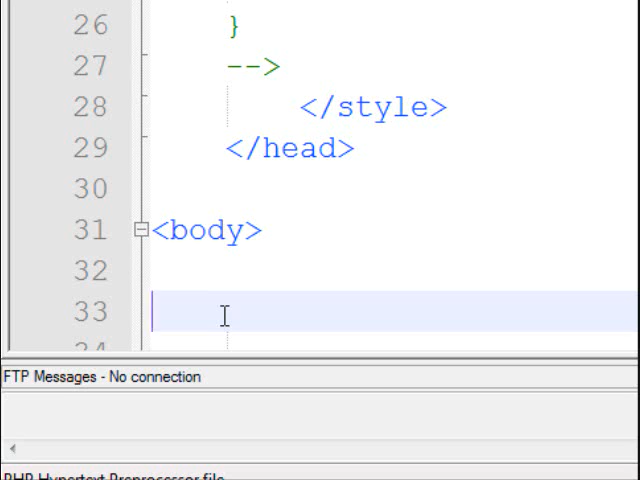 26 }
27 -->
28 </style>
29 </head>
30
31 <body>
32
33
34
FTP Messages - No connection
PHP Hypertext Preprocessor file